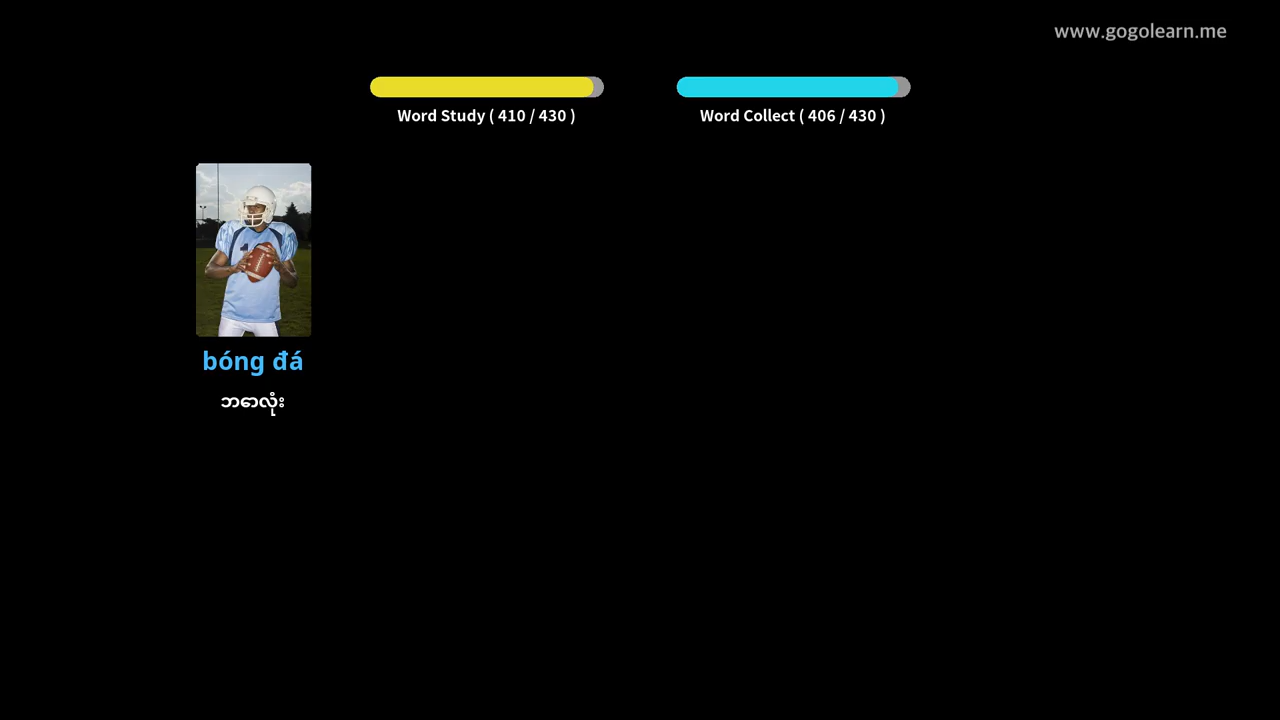 www.gogolearn.me
Word Study ( 410 / 430 )
Word Collect ( 406 / 430 )
bóng đá
ဘောလုံး